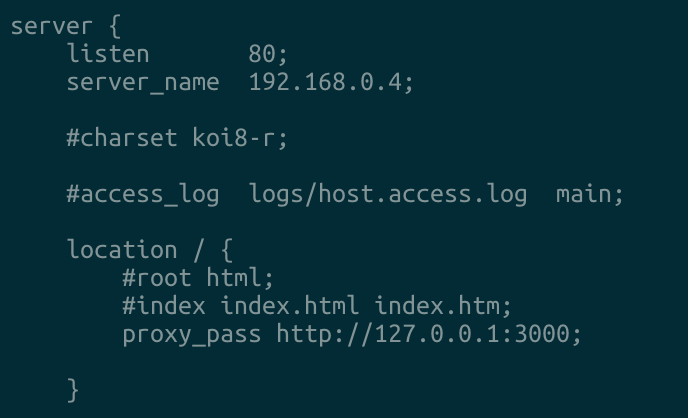 server {
    listen       80;
    server_name  192.168.0.4;

    #charset koi8-r;

    #access_log  logs/host.access.log  main;

    location / {
        #root html;
        #index index.html index.htm;
        proxy_pass http://127.0.0.1:3000;

    }